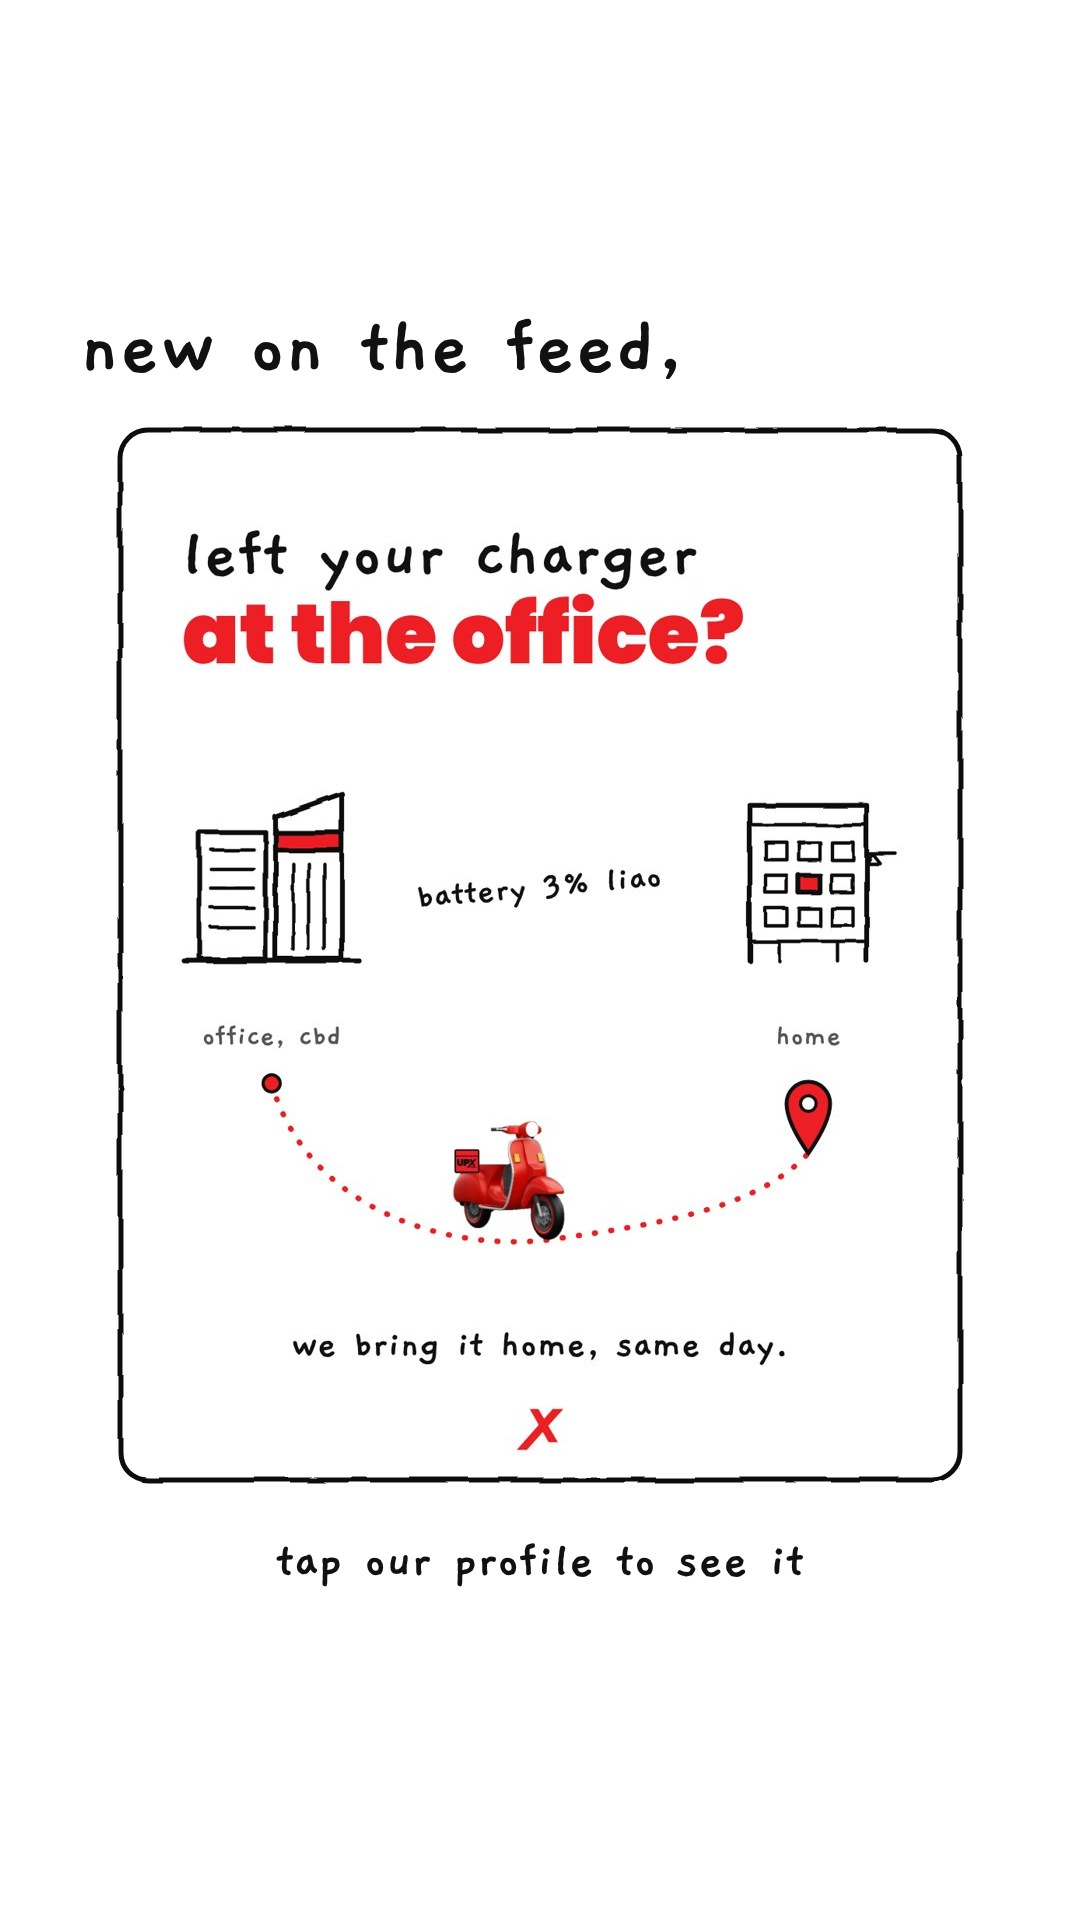 new on the feed,
left your charger
at the office?
battery 3% liao
office, cbd
home
UPX
we bring it home, same day.
X
tap our profile to see it